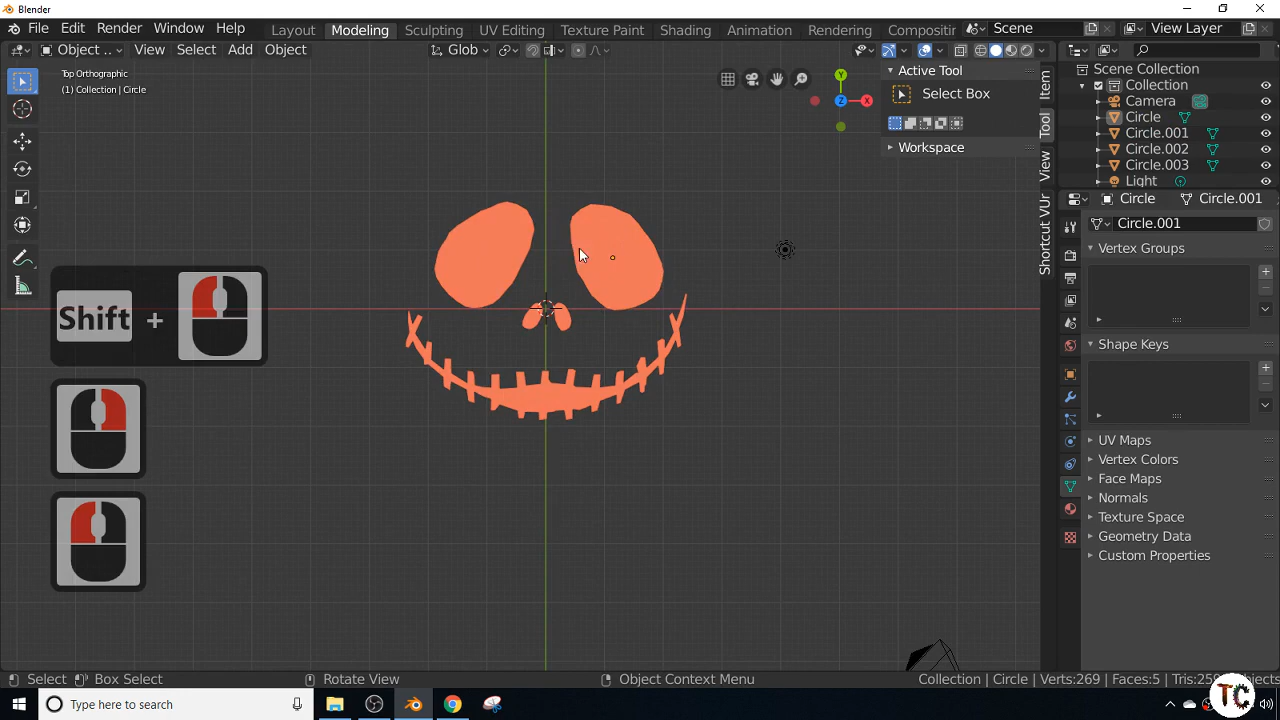 Blender
File Edit Render Window Help Layout Modeling Sculpting UV Editing Texture Paint Shading Animation Rendering Compositir Scene View Layer
Object .. View Select Add Object Glob
Top Orthographic
(1) Collection | Circle
Active Tool
Select Box
Workspace
Item
Tool
View
Shortcut VUr
Scene Collection
Collection
Camera
Circle
Circle.001
Circle.002
Circle.003
Light
Circle Circle.001
Circle.001
Vertex Groups
Shape Keys
UV Maps
Vertex Colors
Face Maps
Normals
Texture Space
Geometry Data
Custom Properties
Shift +
Select Box Select Rotate View Object Context Menu Collection | Circle | Verts:269 | Faces:5 | Tris:259
Type here to search
TC